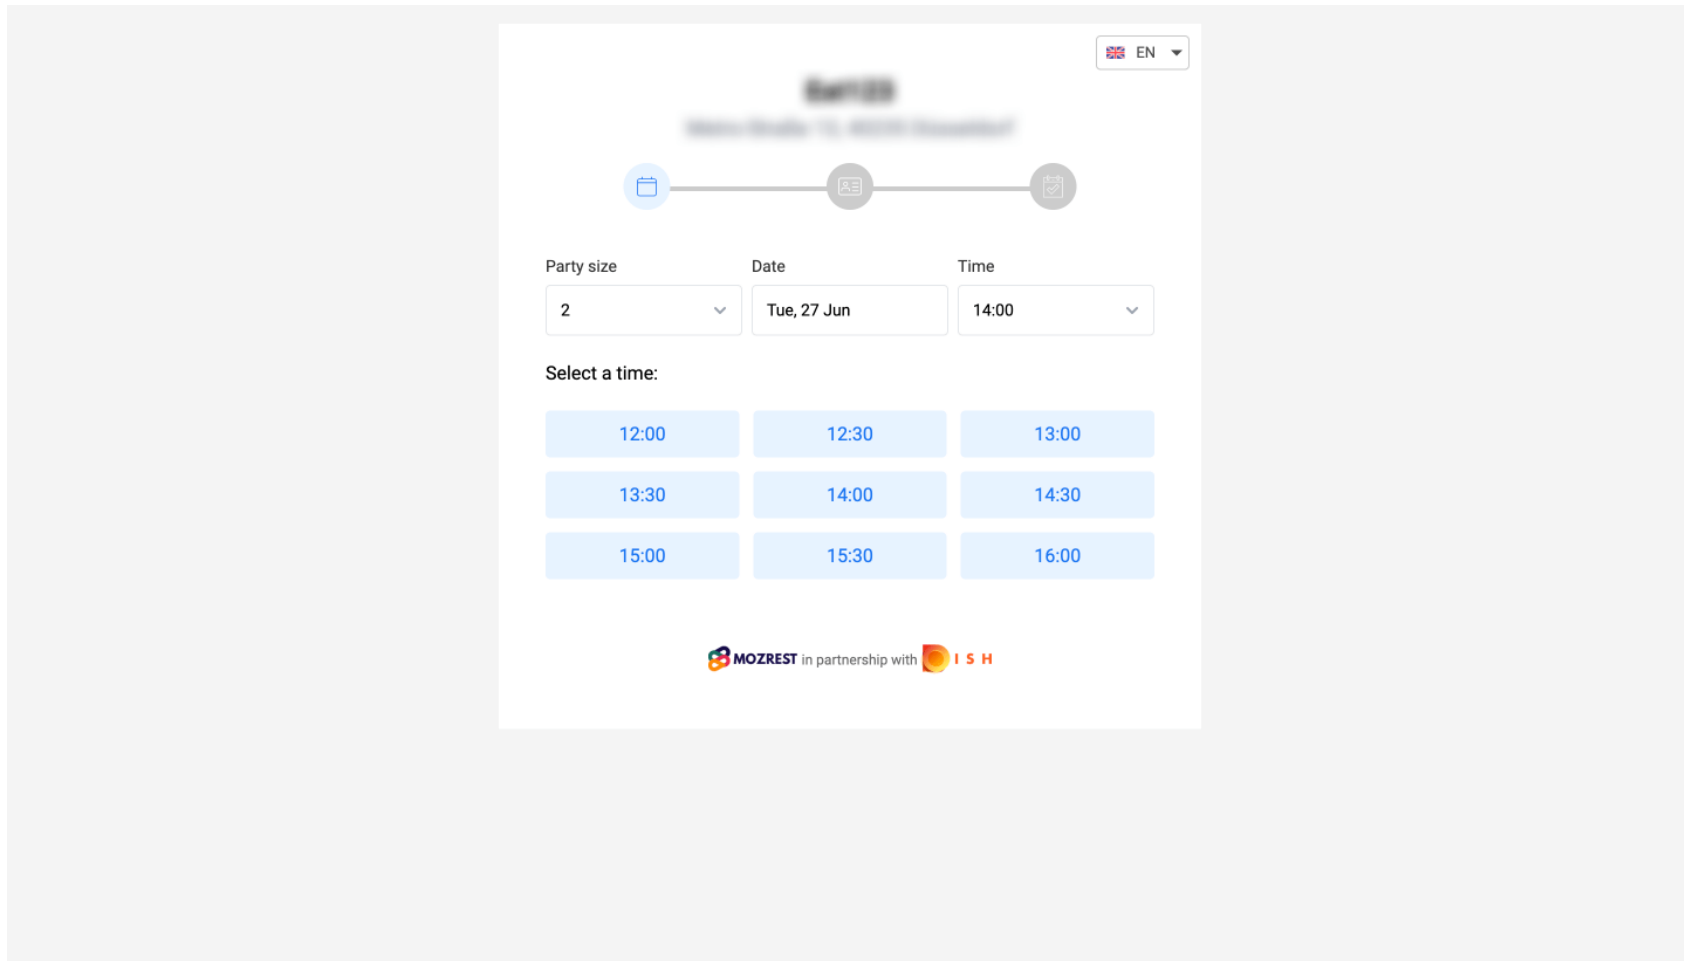 EN
Party size Date Time
2 Tue, 27 Jun 14:00
Select a time:
12:00 12:30 13:00
13:30 14:00 14:30
15:00 15:30 16:00
MOZREST in partnership with DISH